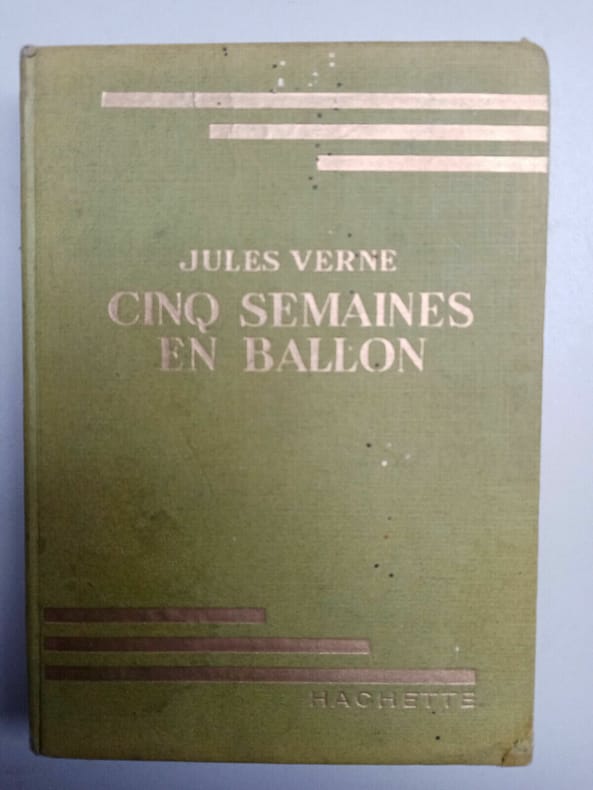 JULES VERNE
CINQ SEMAINES
EN BALLON
HACHETTE